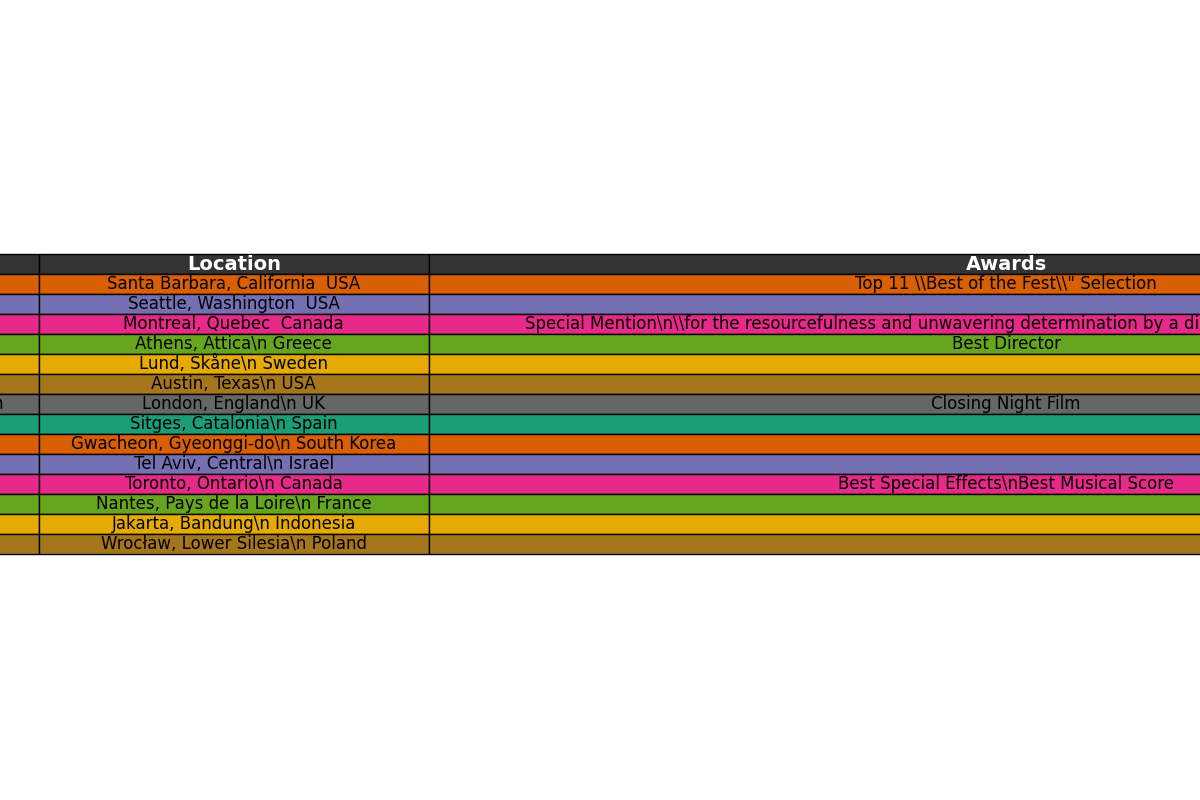 Location Awards
Santa Barbara, California  USA Top 11 \\Best of the Fest\\" Selection
Seattle, Washington  USA
Montreal, Quebec  Canada Special Mention\n\\for the resourcefulness and unwavering determination by a di
Athens, Attica\n Greece Best Director
Lund, Skåne\n Sweden
Austin, Texas\n USA
n London, England\n UK Closing Night Film
Sitges, Catalonia\n Spain
Gwacheon, Gyeonggi-do\n South Korea
Tel Aviv, Central\n Israel
Toronto, Ontario\n Canada Best Special Effects\nBest Musical Score
Nantes, Pays de la Loire\n France
Jakarta, Bandung\n Indonesia
Wrocław, Lower Silesia\n Poland